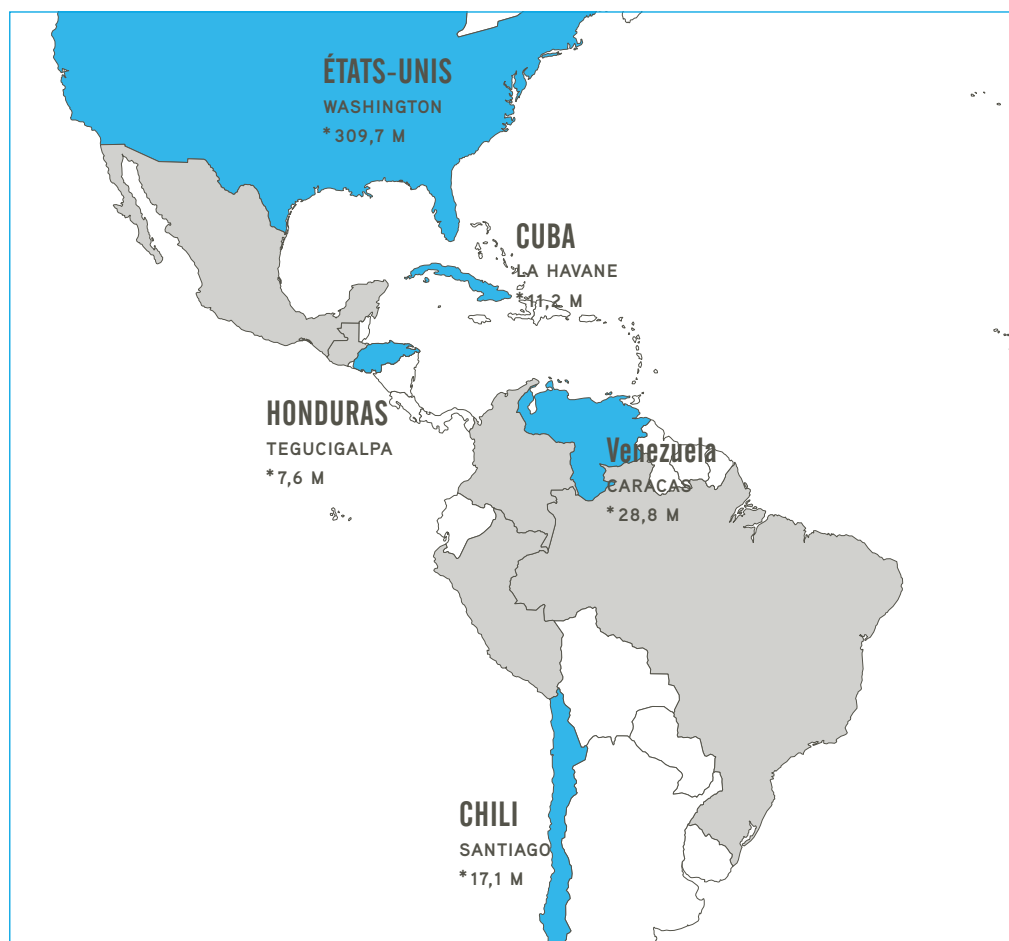 ÉTATS-UNIS
WASHINGTON
*309,7 M
CUBA
LA HAVANE
*11,2 M
HONDURAS
TEGUCIGALPA
*7,6 M
Venezuela
CARACAS
*28,8 M
CHILI
SANTIAGO
*17,1 M